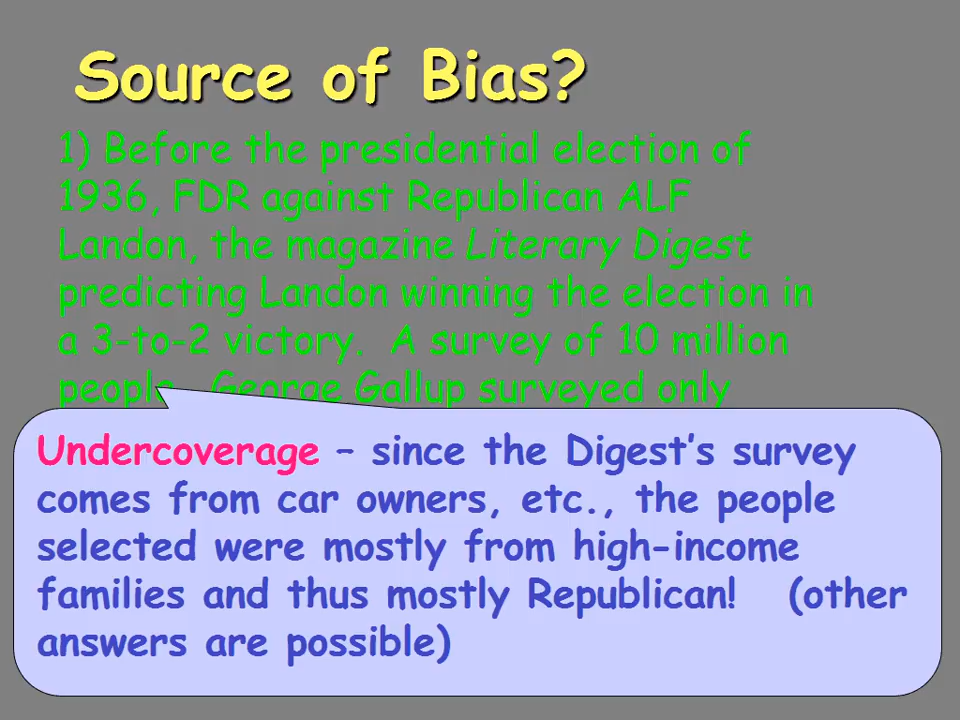 Source of Bias?
1) Before the presidential election of
1936, FDR against Republican ALF
Landon, the magazine Literary Digest
predicting Landon winning the election in
a 3-to-2 victory. A survey of 10 million
people. George Gallup surveyed only
Undercoverage – since the Digest's survey
comes from car owners, etc., the people
selected were mostly from high-income
families and thus mostly Republican! (other
answers are possible)